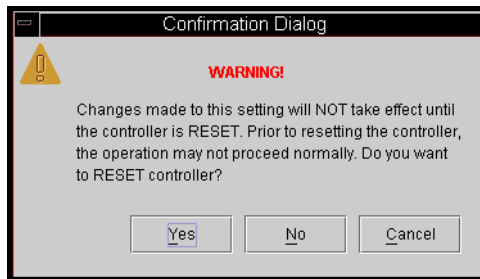 Confirmation Dialog
WARNING!
Changes made to this setting will NOT take effect until
the controller is RESET. Prior to resetting the controller,
the operation may not proceed normally. Do you want
to RESET controller?
Yes No Cancel